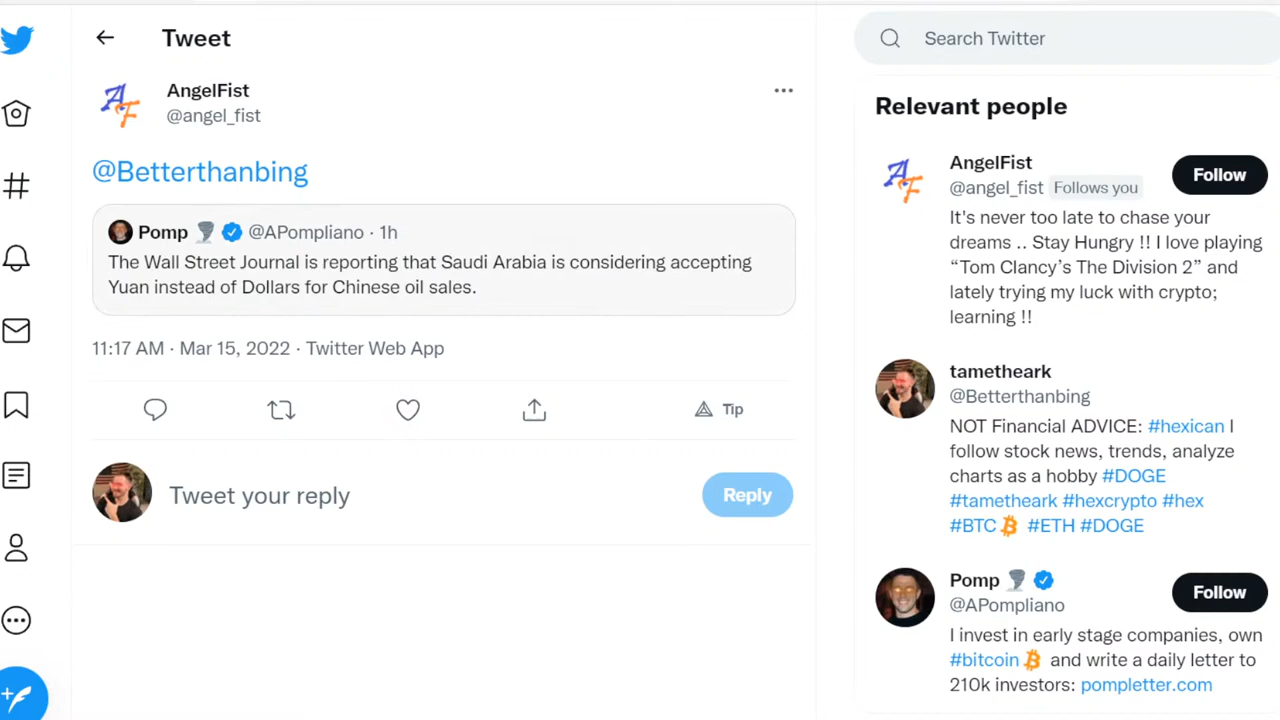 Tweet
AngelFist
@angel_fist
@Betterthanbing
Pomp @APompliano · 1h
The Wall Street Journal is reporting that Saudi Arabia is considering accepting
Yuan instead of Dollars for Chinese oil sales.
11:17 AM · Mar 15, 2022 · Twitter Web App
Tip
Tweet your reply
Reply
Search Twitter
Relevant people
AngelFist
@angel_fist Follows you
Follow
It's never too late to chase your
dreams .. Stay Hungry !! I love playing
“Tom Clancy’s The Division 2” and
lately trying my luck with crypto;
learning !!
tametheark
@Betterthanbing
NOT Financial ADVICE: #hexican I
follow stock news, trends, analyze
charts as a hobby #DOGE
#tametheark #hexcrypto #hex
#BTC #ETH #DOGE
Pomp
@APompliano
Follow
I invest in early stage companies, own
#bitcoin and write a daily letter to
210k investors: pompletter.com